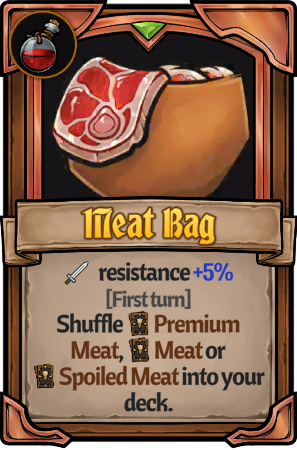 Meat Bag
resistance +5%
[First turn]
Shuffle Premium
Meat, Meat or
Spoiled Meat into your
deck.